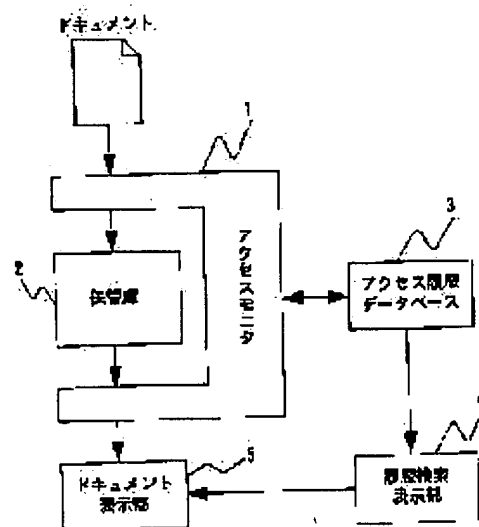 ドキュメント
1
アクセスモニタ
3
2
保管庫
アクセス履歴
データベース
5
ドキュメント
表示部
履歴検索
表示部